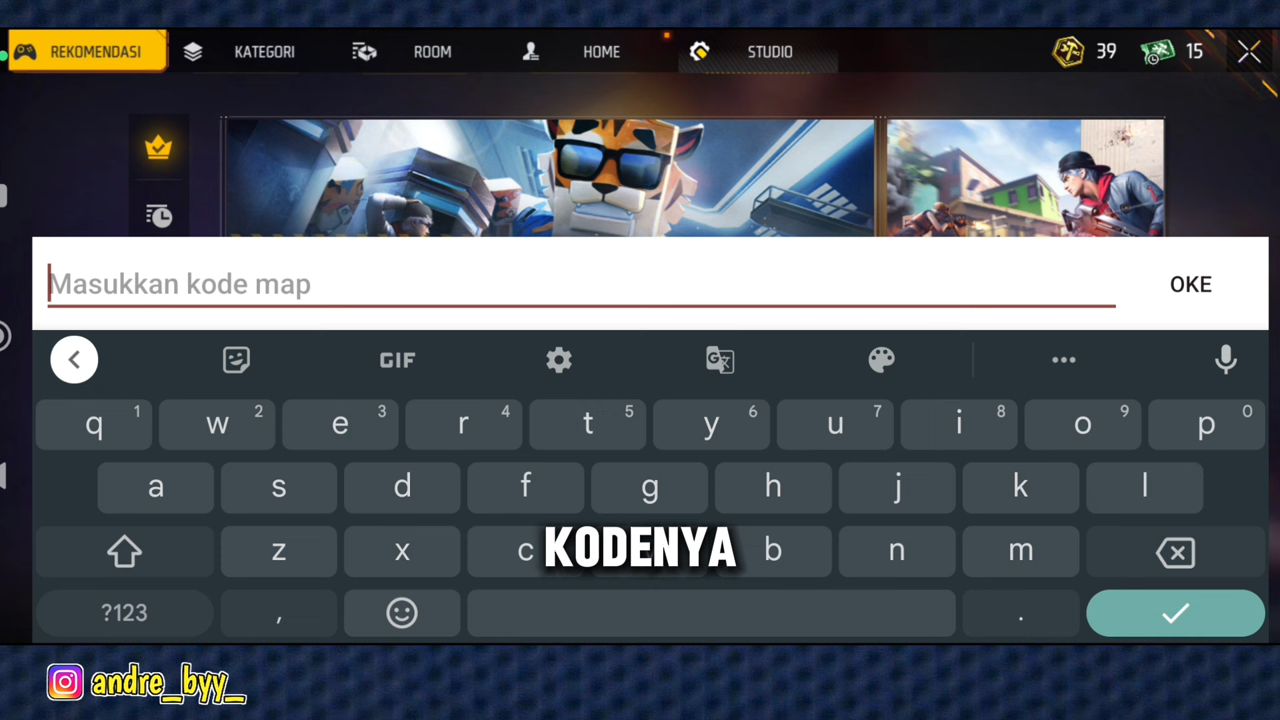 REKOMENDASI KATEGORI ROOM HOME STUDIO 39 15
Masukkan kode map OKE
GIF
q 1 w 2 e 3 r 4 t 5 y 6 u 7 i 8 o 9 p 0
a s d f g h j k l
z x c b n m
KODENYA
?123 , .
andre_byy_